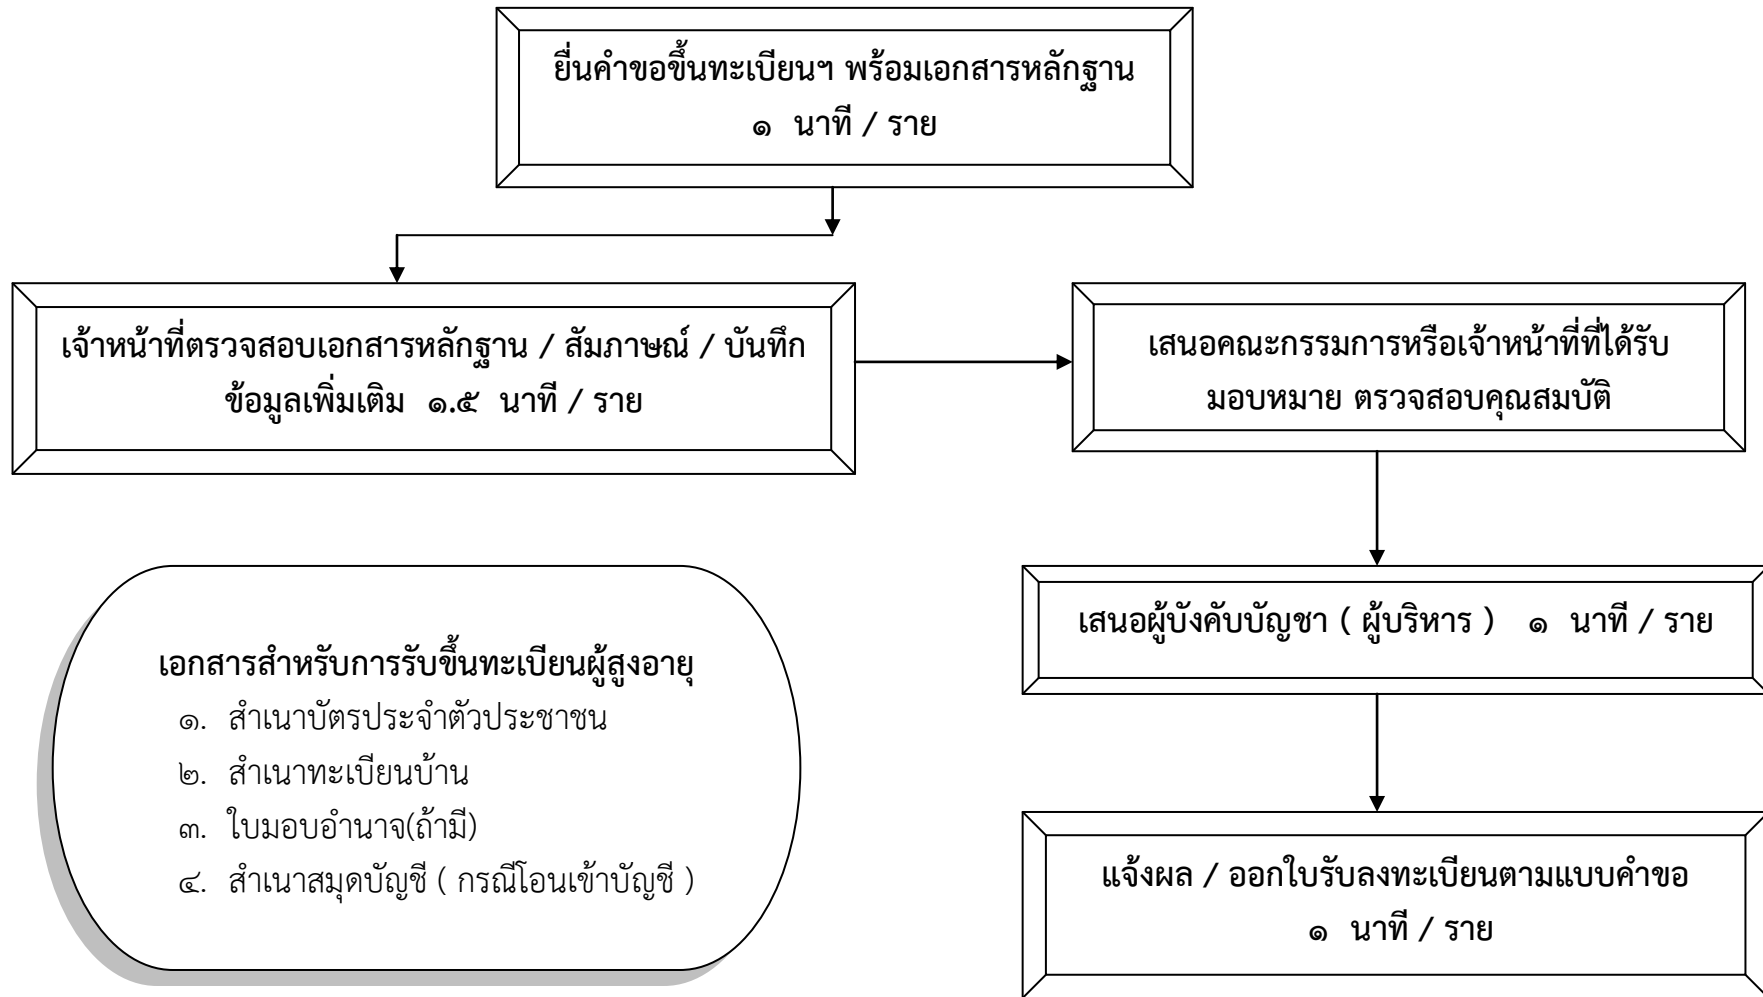 ยื่นคำขอขึ้นทะเบียนฯ พร้อมเอกสารหลักฐาน
๑ นาที / ราย
เจ้าหน้าที่ตรวจสอบเอกสารหลักฐาน / สัมภาษณ์ / บันทึก
ข้อมูลเพิ่มเติม ๑.๕ นาที / ราย
เสนอคณะกรรมการหรือเจ้าหน้าที่ที่ได้รับ
มอบหมาย ตรวจสอบคุณสมบัติ
เสนอผู้บังคับบัญชา ( ผู้บริหาร ) ๑ นาที / ราย
แจ้งผล / ออกใบรับลงทะเบียนตามแบบคำขอ
๑ นาที / ราย
เอกสารสำหรับการรับขึ้นทะเบียนผู้สูงอายุ
๑. สำเนาบัตรประจำตัวประชาชน
๒. สำเนาทะเบียนบ้าน
๓. ใบมอบอำนาจ(ถ้ามี)
๔. สำเนาสมุดบัญชี ( กรณีโอนเข้าบัญชี )